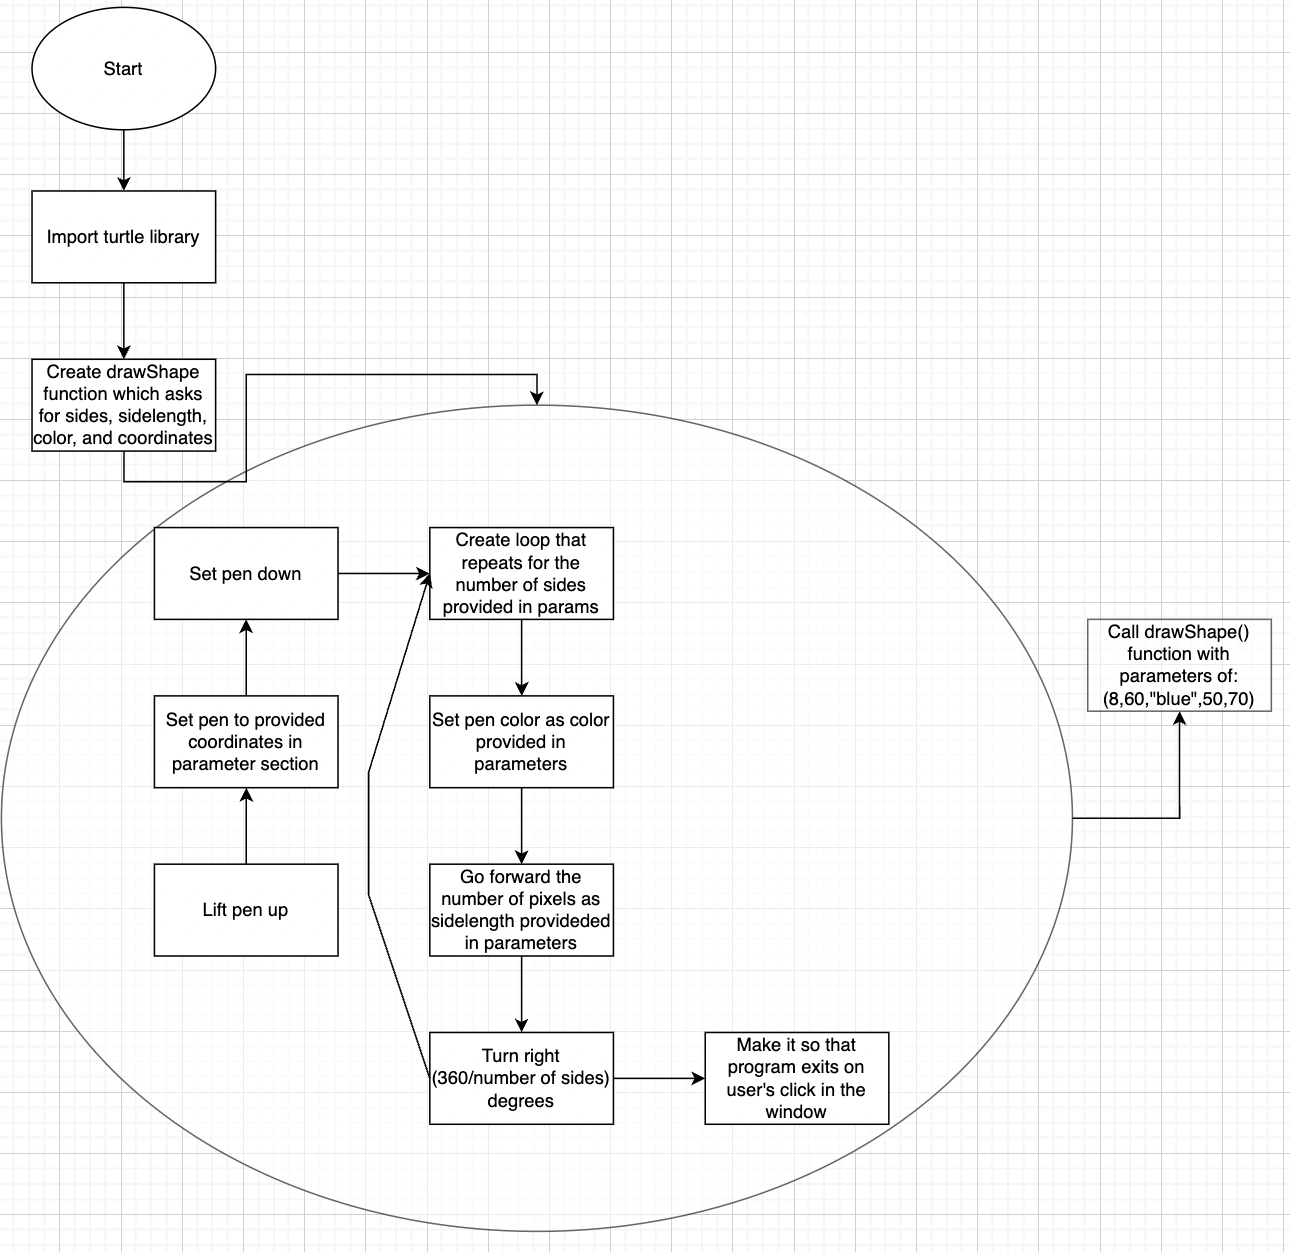 Start
Import turtle library
Create drawShape
function which asks
for sides, sidelength,
color, and coordinates
Set pen down
Create loop that
repeats for the
number of sides
provided in params
Call drawShape()
function with
parameters of:
(8,60,"blue",50,70)
Set pen to provided
coordinates in
parameter section
Set pen color as color
provided in
parameters
Lift pen up
Go forward the
number of pixels as
sidelength provideded
in parameters
Turn right
(360/number of sides)
degrees
Make it so that
program exits on
user's click in the
window